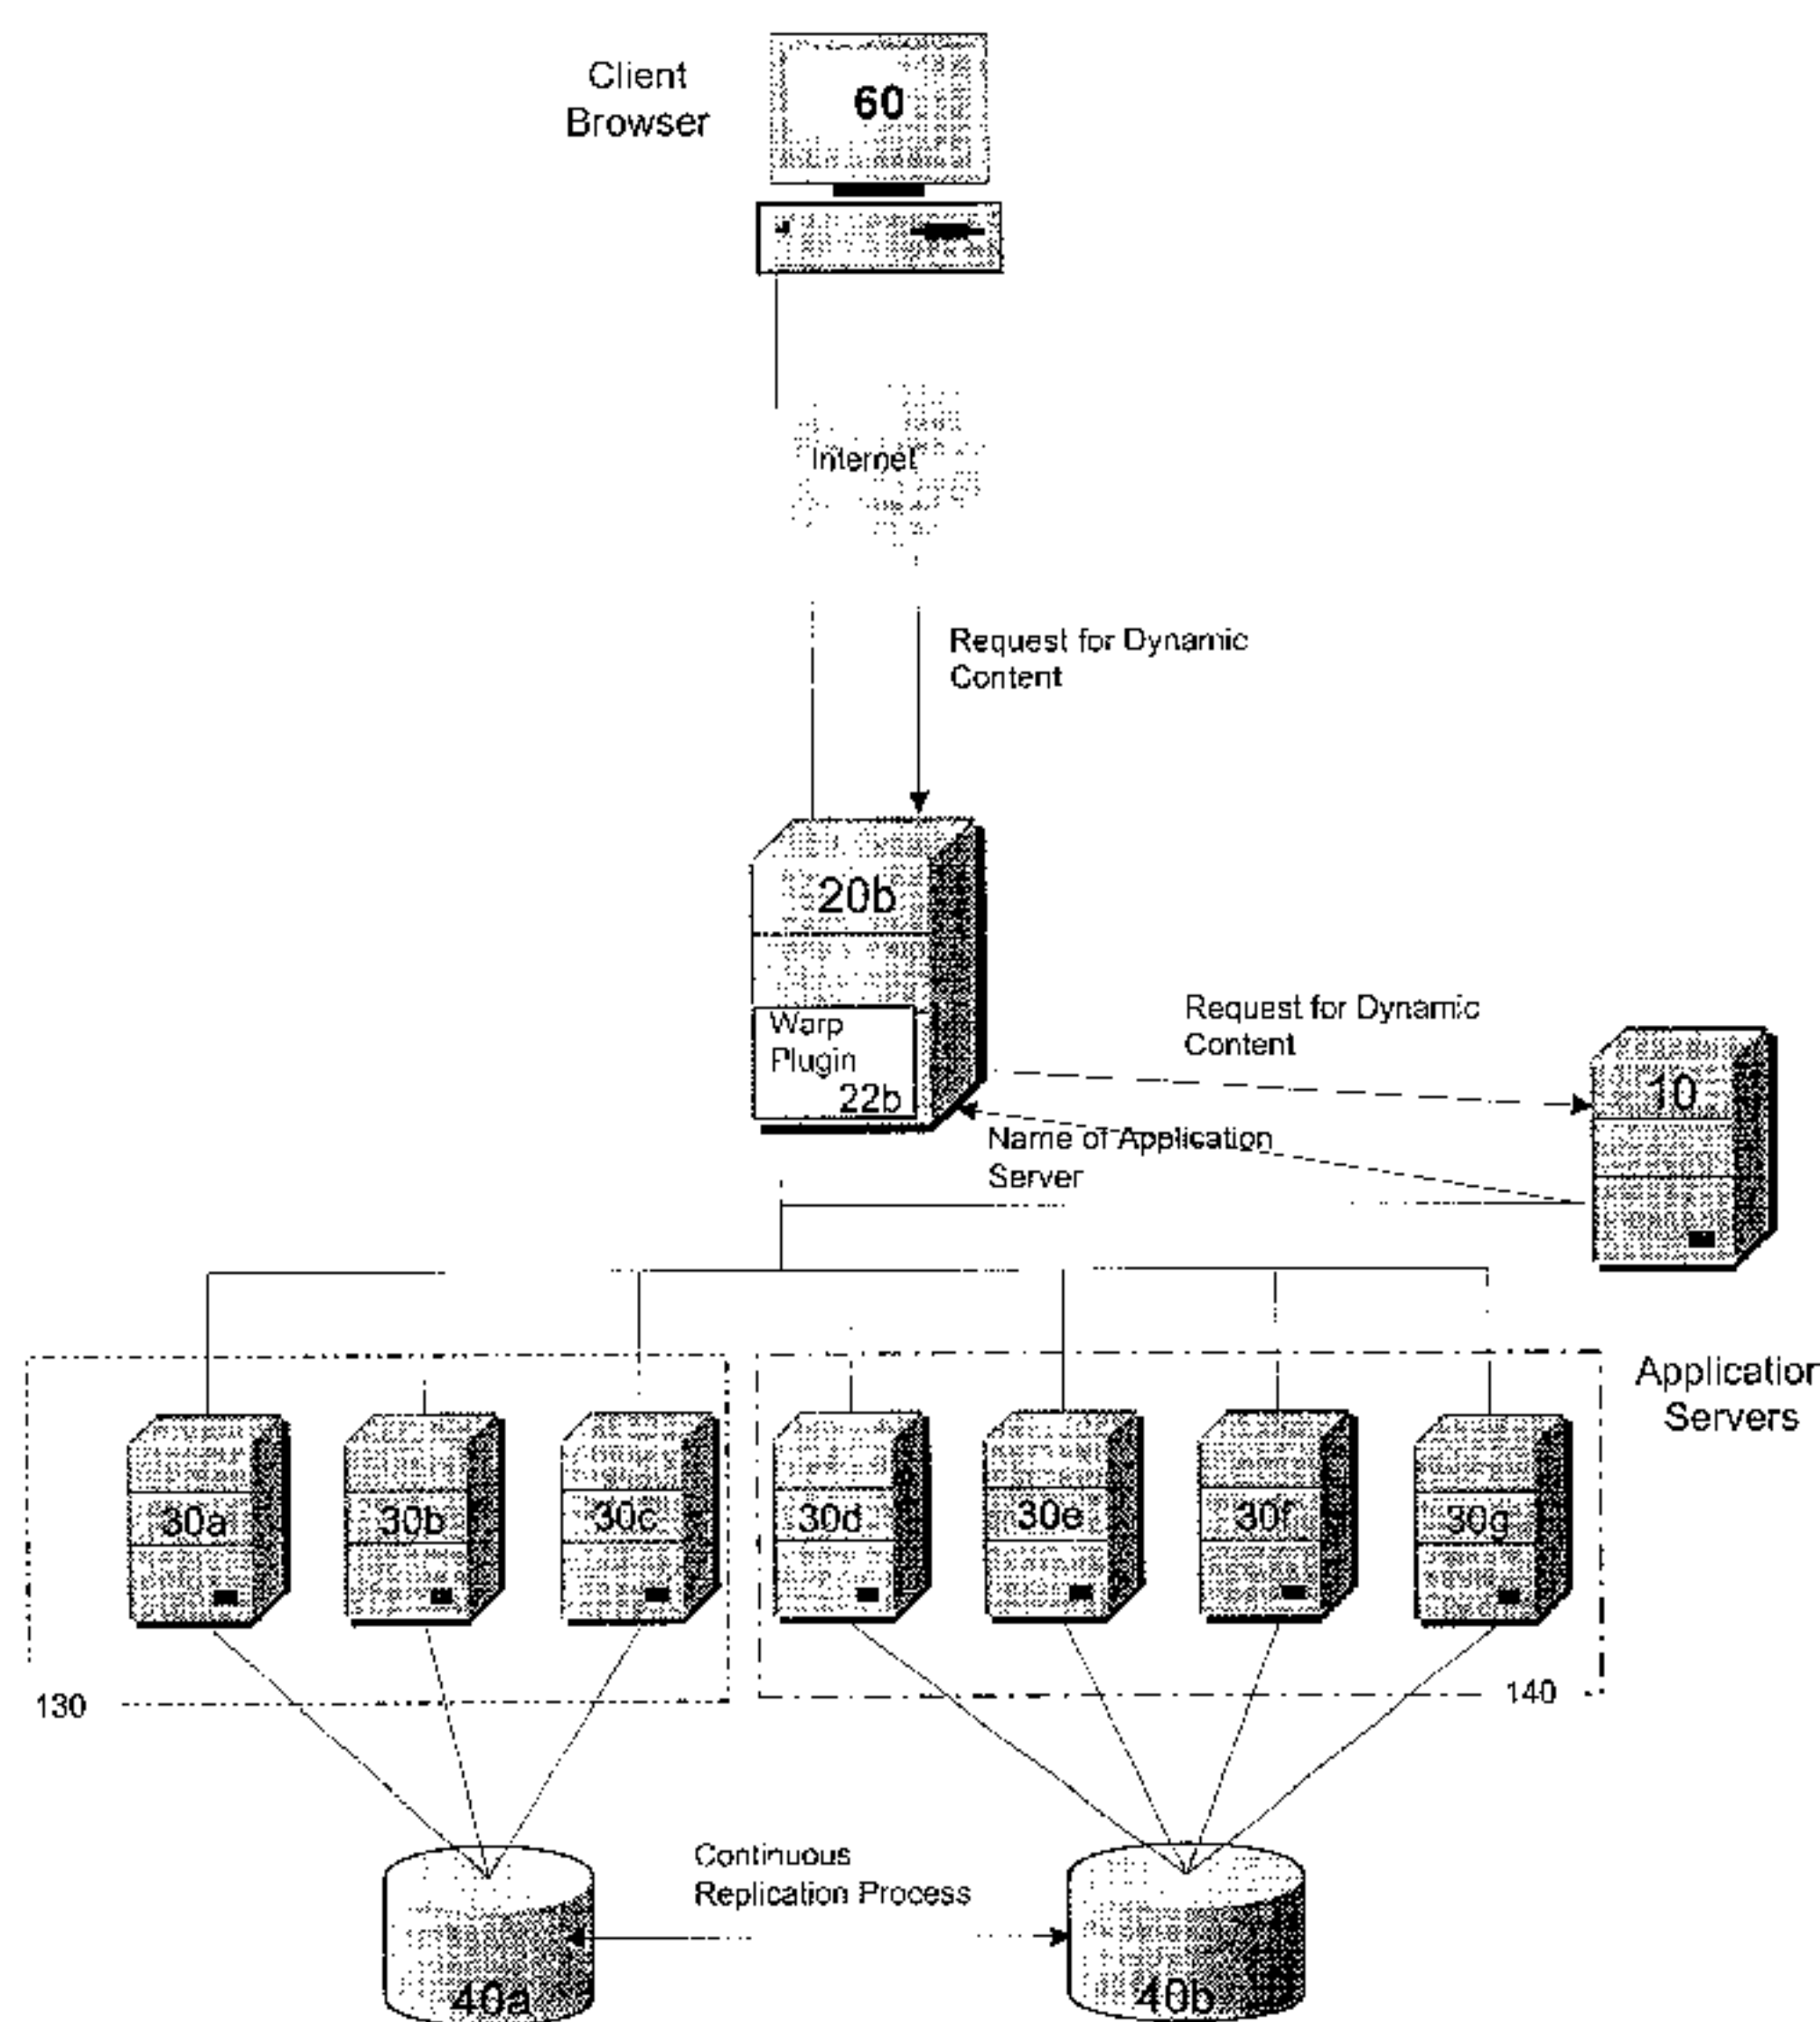 Client
Browser
60
Internet
Request for Dynamic
Content
20b
Warp
Plugin
22b
Request for Dynamic
Content
10
Name of Application
Server
Application
Servers
30a
30b
30c
30d
30e
30f
30g
130
140
Continuous
Replication Process
40a
40b